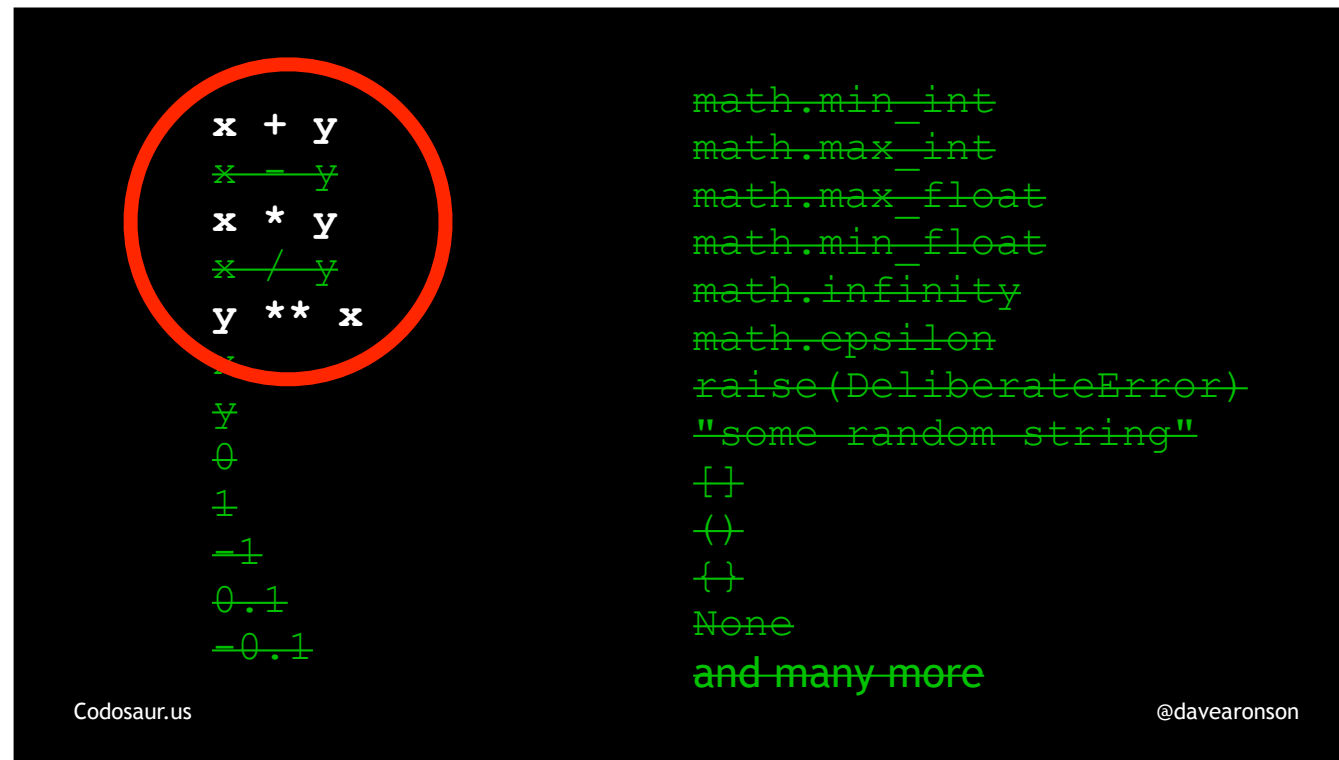 x + y
x - y
x * y
x / y
y ** x
x
y
0
1
-1
0.1
-0.1
math.min_int
math.max_int
math.max_float
math.min_float
math.infinity
math.epsilon
raise(DeliberateError)
"some random string"
[]
()
{}
None
and many more
Codosaur.us
@davearonson